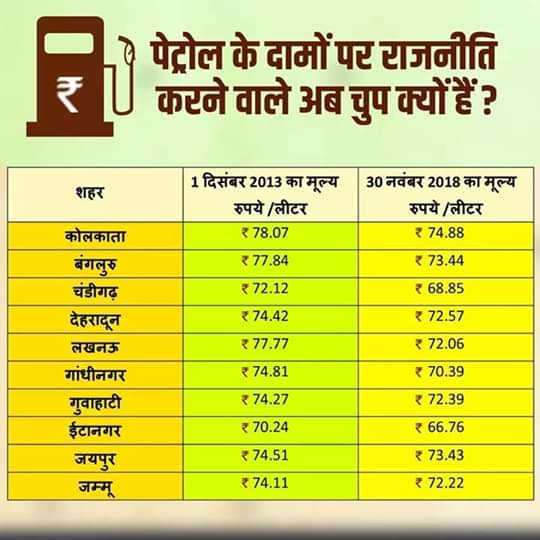 ₹
पेट्रोल के दामों पर राजनीति
करने वाले अब चुप क्यों हैं ?
शहर 1 दिसंबर 2013 का मूल्य रुपये /लीटर 30 नवंबर 2018 का मूल्य रुपये /लीटर
कोलकाता ₹ 78.07 ₹ 74.88
बंगलुरु ₹ 77.84 ₹ 73.44
चंडीगढ़ ₹ 72.12 ₹ 68.85
देहरादून ₹ 74.42 ₹ 72.57
लखनऊ ₹ 77.77 ₹ 72.06
गांधीनगर ₹ 74.81 ₹ 70.39
गुवाहाटी ₹ 74.27 ₹ 72.39
ईटानगर ₹ 70.24 ₹ 66.76
जयपुर ₹ 74.51 ₹ 73.43
जम्मू ₹ 74.11 ₹ 72.22